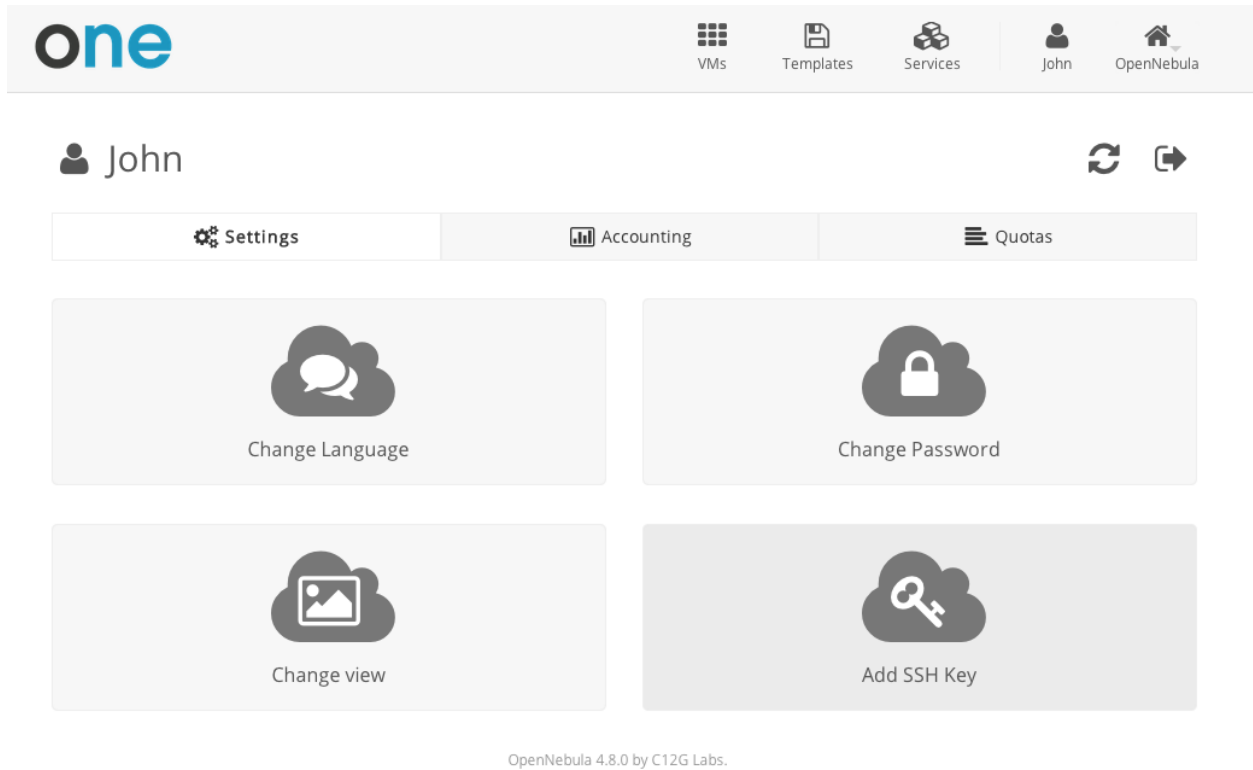 one
VMs Templates Services John OpenNebula
John
Settings Accounting Quotas
Change Language Change Password
Change view Add SSH Key
OpenNebula 4.8.0 by C12G Labs.